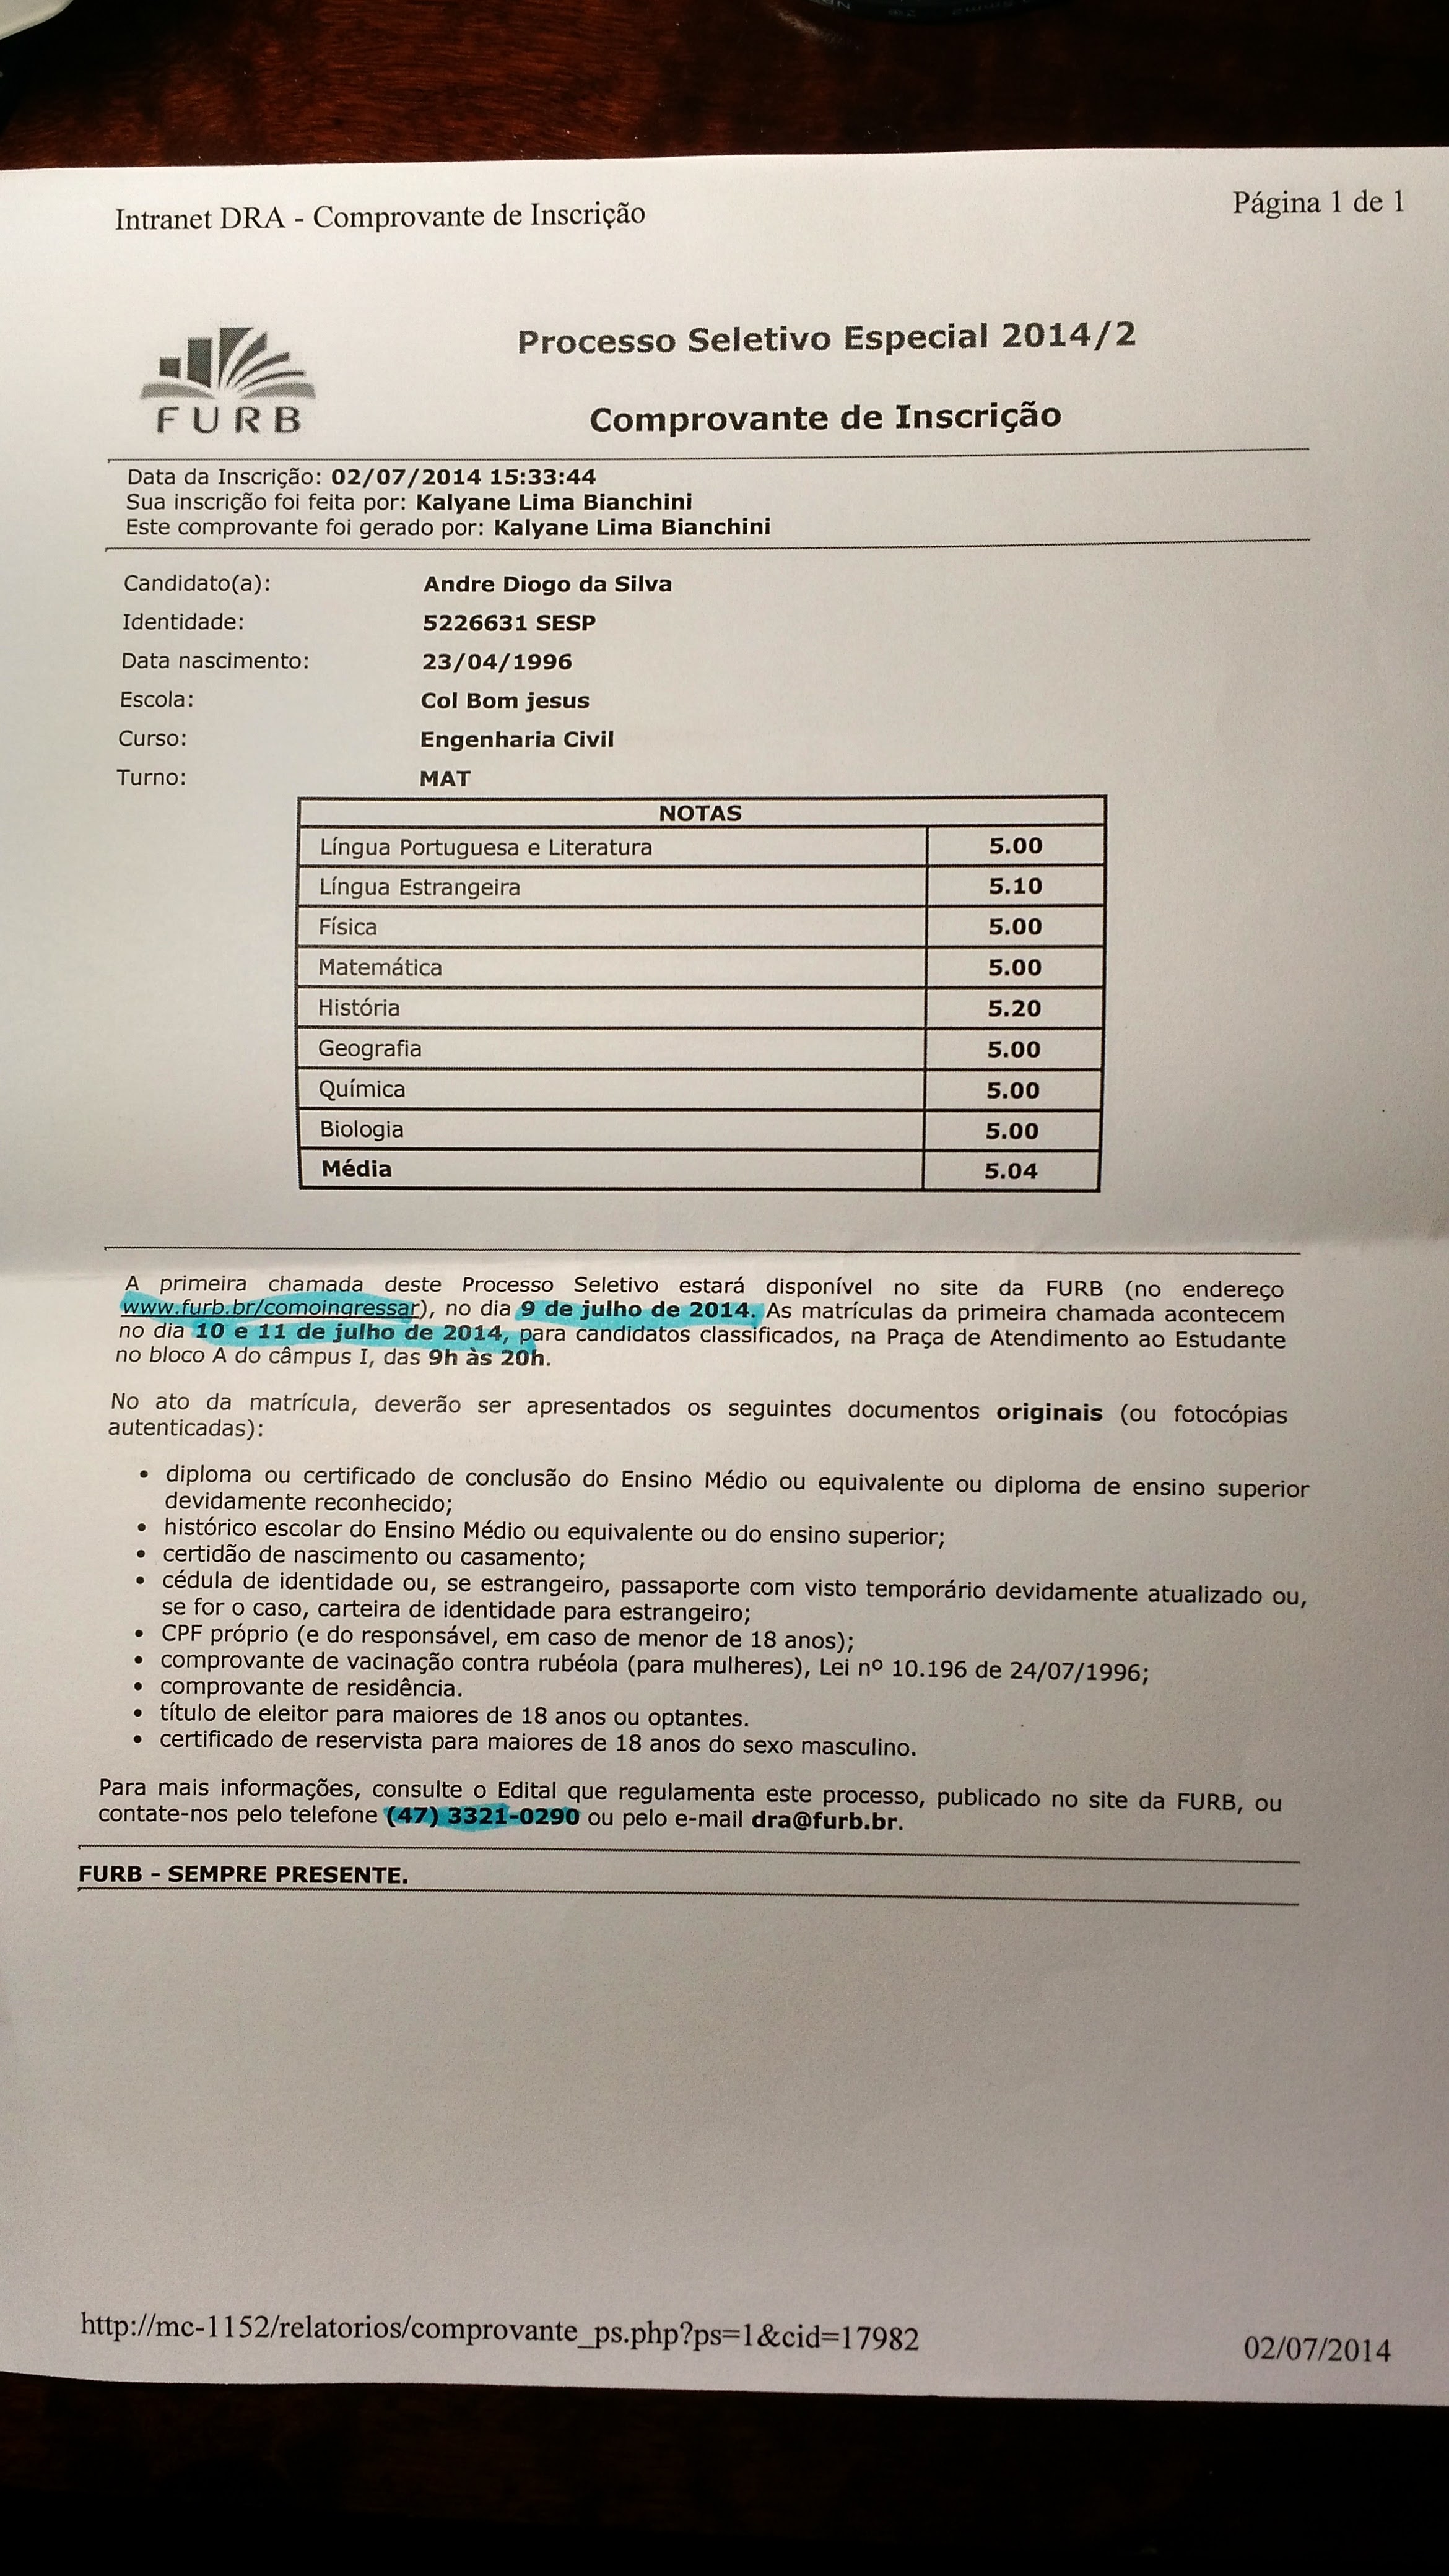 Intranet DRA - Comprovante de Inscrição
Página 1 de 1
FURB
Processo Seletivo Especial 2014/2
Comprovante de Inscrição
Data da Inscrição: 02/07/2014 15:33:44
Sua inscrição foi feita por: Kalyane Lima Bianchini
Este comprovante foi gerado por: Kalyane Lima Bianchini
Candidato(a): Andre Diogo da Silva
Identidade: 5226631 SESP
Data nascimento: 23/04/1996
Escola: Col Bom jesus
Curso: Engenharia Civil
Turno: MAT
NOTAS
Língua Portuguesa e Literatura 5.00
Língua Estrangeira 5.10
Física 5.00
Matemática 5.00
História 5.20
Geografia 5.00
Química 5.00
Biologia 5.00
Média 5.04
A primeira chamada deste Processo Seletivo estará disponível no site da FURB (no endereço
www.furb.br/comoingressar), no dia 9 de julho de 2014. As matrículas da primeira chamada acontecem
no dia 10 e 11 de julho de 2014, para candidatos classificados, na Praça de Atendimento ao Estudante
no bloco A do câmpus I, das 9h às 20h.
No ato da matrícula, deverão ser apresentados os seguintes documentos originais (ou fotocópias
autenticadas):
• diploma ou certificado de conclusão do Ensino Médio ou equivalente ou diploma de ensino superior
devidamente reconhecido;
• histórico escolar do Ensino Médio ou equivalente ou do ensino superior;
• certidão de nascimento ou casamento;
• cédula de identidade ou, se estrangeiro, passaporte com visto temporário devidamente atualizado ou,
se for o caso, carteira de identidade para estrangeiro;
• CPF próprio (e do responsável, em caso de menor de 18 anos);
• comprovante de vacinação contra rubéola (para mulheres), Lei nº 10.196 de 24/07/1996;
• comprovante de residência.
• título de eleitor para maiores de 18 anos ou optantes.
• certificado de reservista para maiores de 18 anos do sexo masculino.
Para mais informações, consulte o Edital que regulamenta este processo, publicado no site da FURB, ou
contate-nos pelo telefone (47) 3321-0290 ou pelo e-mail dra@furb.br.
FURB - SEMPRE PRESENTE.
http://mc-1152/relatorios/comprovante_ps.php?ps=1&cid=17982
02/07/2014